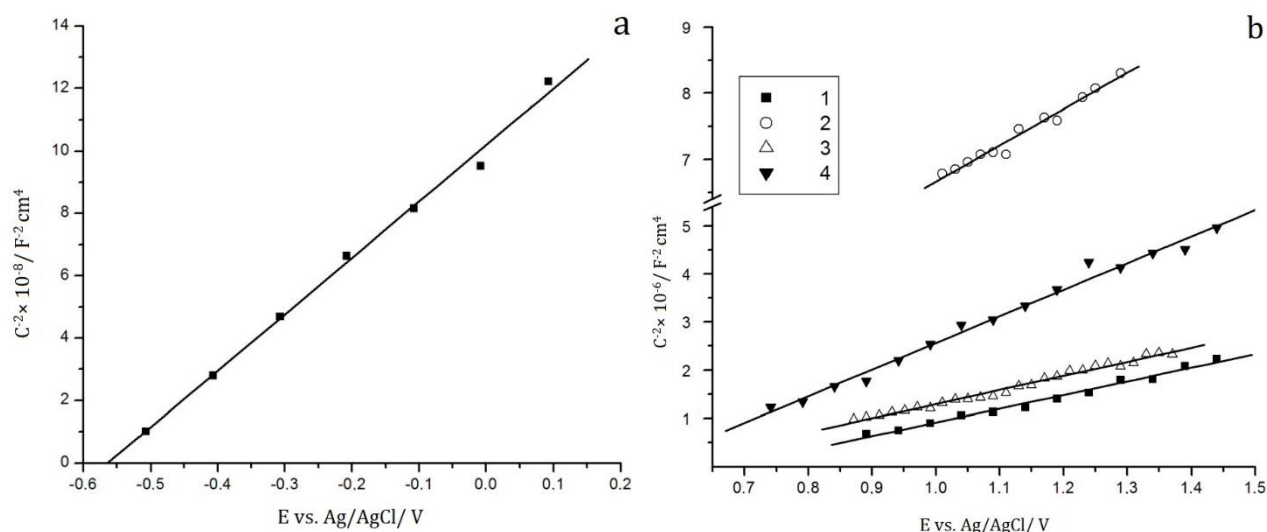 a
14
12
10
8
6
4
2
0
C⁻²× 10⁻⁸/ F⁻² cm⁴
-0.6 -0.5 -0.4 -0.3 -0.2 -0.1 0.0 0.1 0.2
E vs. Ag/AgCl/ V
b
9
8
7
5
4
3
2
1
C⁻²× 10⁻⁶/ F⁻² cm⁴
1
2
3
4
0.7 0.8 0.9 1.0 1.1 1.2 1.3 1.4 1.5
E vs. Ag/AgCl/ V